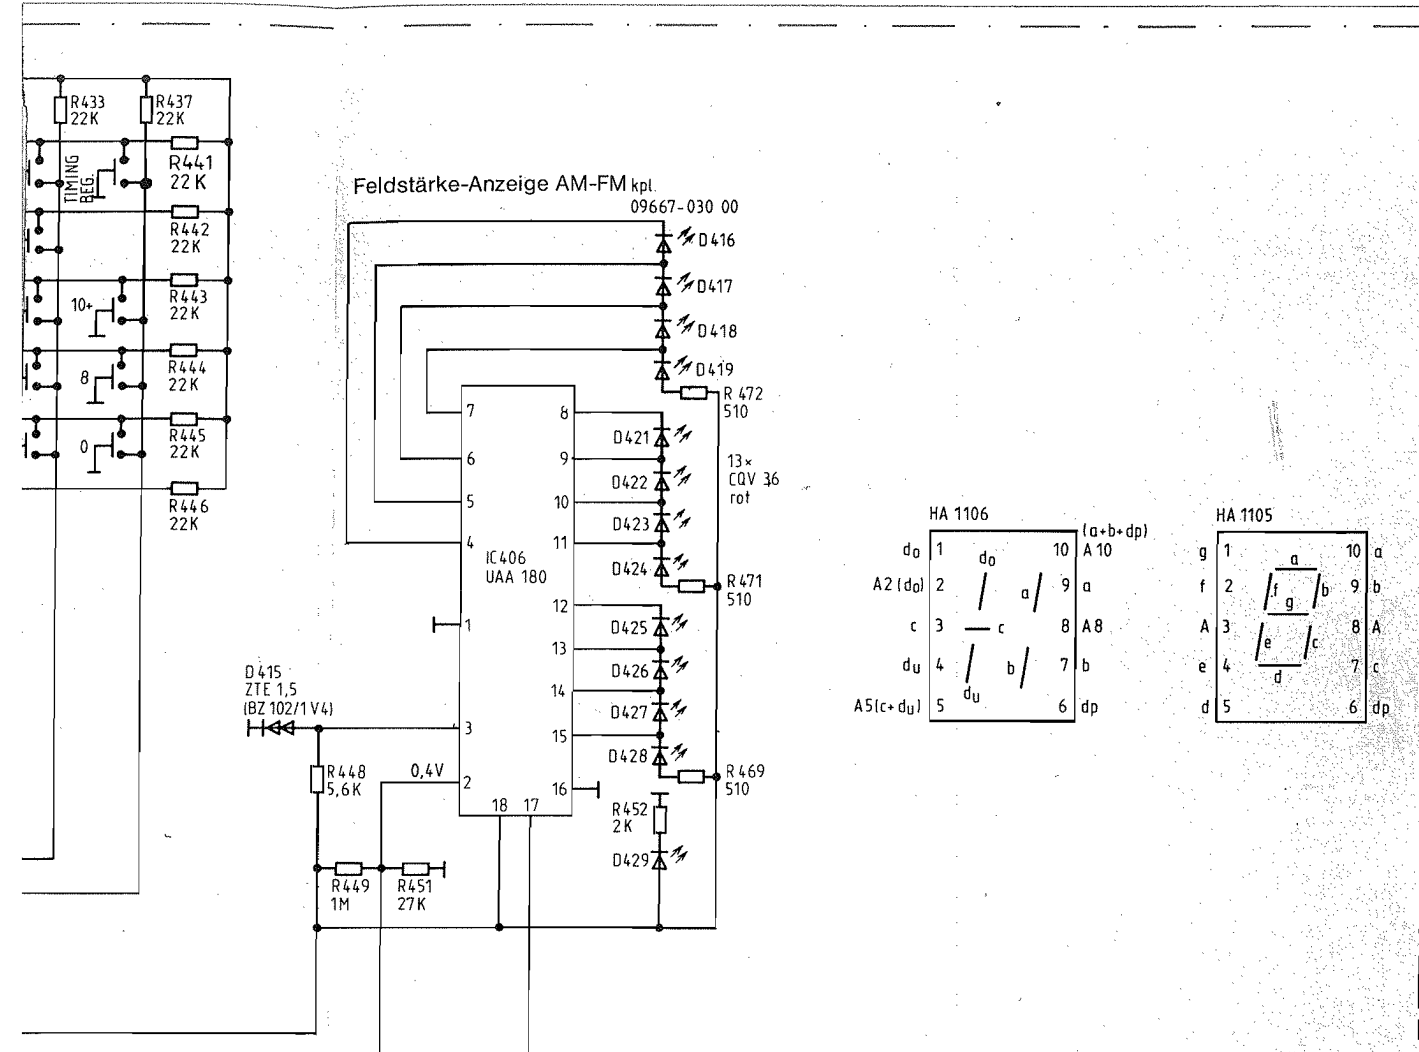 R433
22K
R437
22K
TIMING
BEG.
R441
22K
R442
22K
10+
R443
22K
8
R444
22K
0
R445
22K
R446
22K
Feldstärke-Anzeige AM-FM kpl.
09667-030 00
D416
D417
D418
D419
R 472
510
7
8
D421
6
9
13×
CQV 36
rot
D422
5
10
D423
4
11
IC406
UAA 180
D424
R 471
510
12
D425
1
13
D426
14
D427
D 415
ZTE 1,5
(BZ 102/1 V4)
3
15
D428
R 469
510
R448
5,6K
0,4V
2
16
18
17
R452
2K
D429
R449
1M
R451
27K
HA 1106
(a+b+dp)
do 1
do
10 A 10
A2 (do) 2
a
9 a
c 3
c
8 A8
du 4
b
7 b
du
A5(c+du) 5
6 dp
HA 1105
g 1
a
10 a
f 2
f
b
9 b
g
A 3
8 A
e
c
e 4
d
7 c
d 5
6 dp